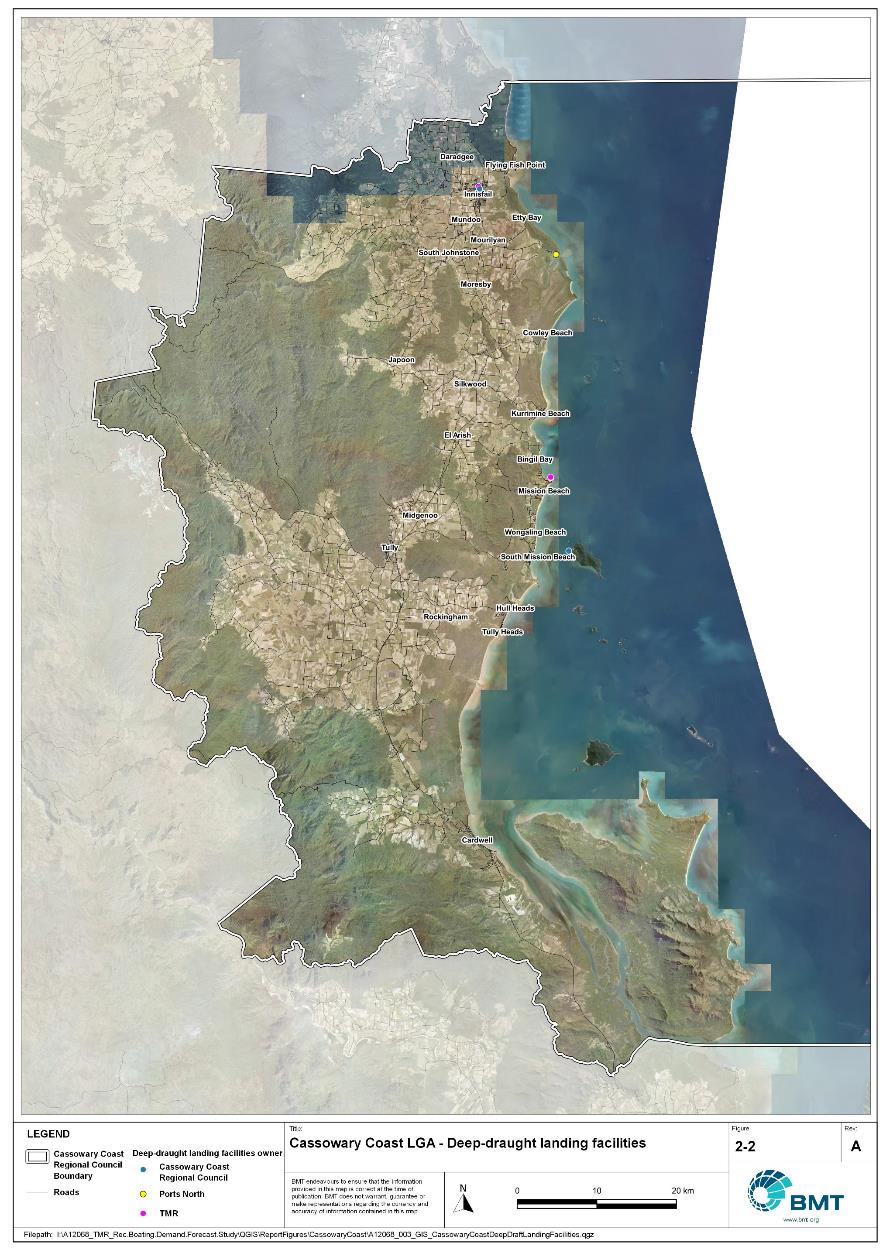 Daradgee
Flying Fish Point
Innisfail
Mundoo
Etty Bay
Mourilyan
South Johnstone
Moresby
Cowley Beach
Japoon
Silkwood
Kurrimine Beach
El Arish
Bingil Bay
Mission Beach
Midgenoo
Wongaling Beach
Tully
South Mission Beach
Hull Heads
Rockingham
Tully Heads
Cardwell
LEGEND
Cassowary Coast
Regional Council
Boundary
Roads
Deep-draught landing facilities owner
Cassowary Coast
Regional Council
Ports North
TMR
Title:
Cassowary Coast LGA - Deep-draught landing facilities
Figure
2-2
Rev:
A
BMT endeavours to ensure that the information
provided in this map is correct at the time of
publication. BMT does not warrant, guarantee or
make representations regarding the currency and
accuracy of information contained in this map.
N
0 10 20 km
BMT
www.bmt.org
Filepath: I:\A12068_TMR_Rec.Boating.Demand.Forecast.Study\QGIS\ReportFigures\CassowaryCoast\A12068_003_GIS_CassowaryCoastDeepDraftLandingFacilities.qgz